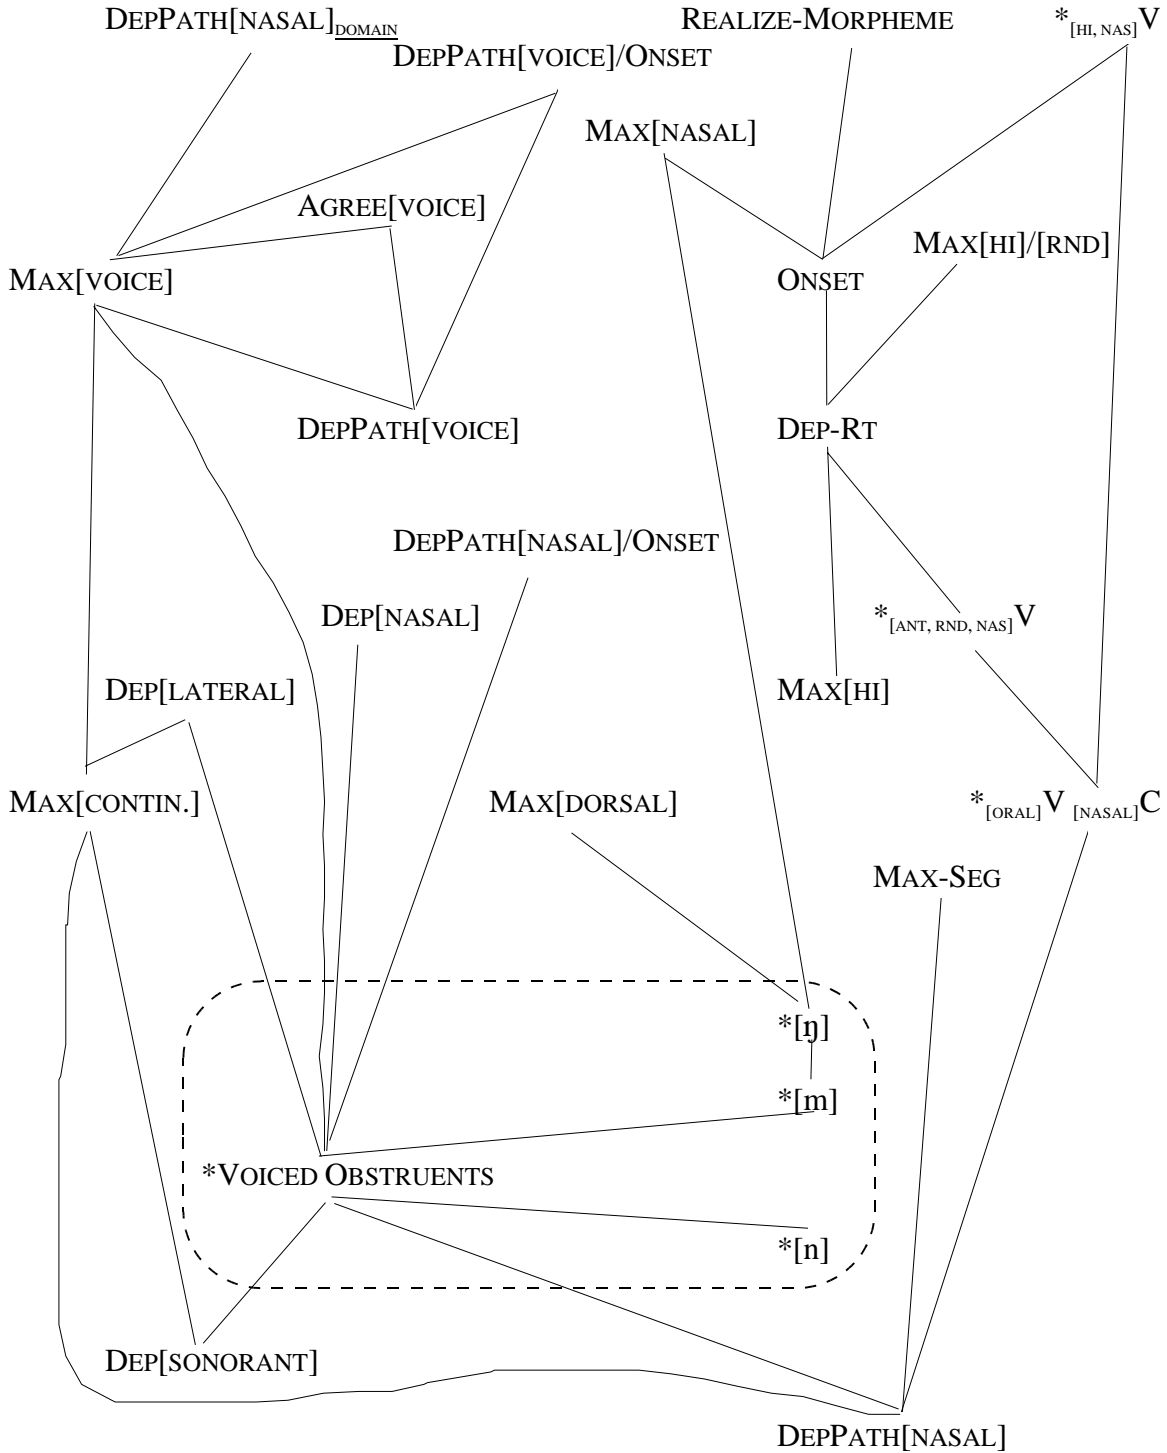 DEPPATH[NASAL]DOMAIN
REALIZE-MORPHEME
*[HI, NAS]V
DEPPATH[VOICE]/ONSET
MAX[NASAL]
AGREE[VOICE]
MAX[HI]/[RND]
MAX[VOICE]
ONSET
DEPPATH[VOICE]
DEP-RT
DEPPATH[NASAL]/ONSET
DEP[NASAL]
*[ANT, RND, NAS]V
DEP[LATERAL]
MAX[HI]
MAX[CONTIN.]
MAX[DORSAL]
*[ORAL]V [NASAL]C
MAX-SEG
*[ŋ]
*[m]
*VOICED OBSTRUENTS
*[n]
DEP[SONORANT]
DEPPATH[NASAL]